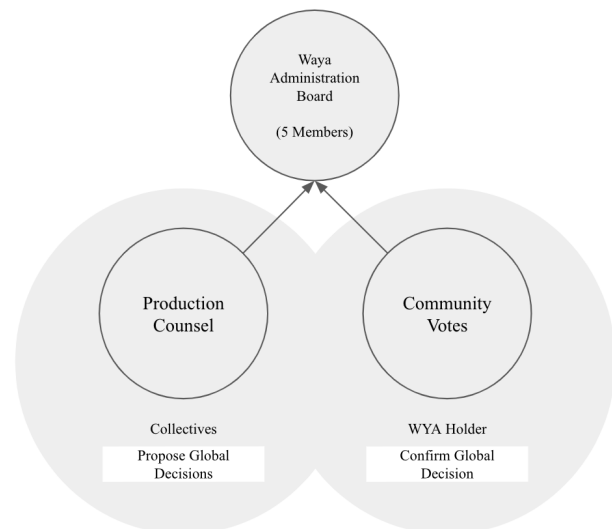 Waya
Administration
Board
(5 Members)
Production
Counsel
Community
Votes
Collectives
WYA Holder
Propose Global
Decisions
Confirm Global
Decision